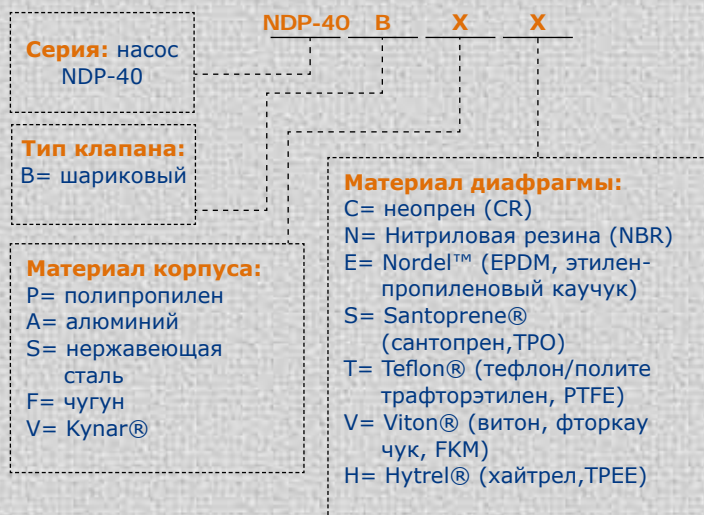 NDP-40 B X X
Серия: насос
NDP-40
Тип клапана:
B= шариковый
Материал корпуса:
P= полипропилен
A= алюминий
S= нержавеющая
сталь
F= чугун
V= Kynar®
Материал диафрагмы:
C= неопрен (CR)
N= Нитриловая резина (NBR)
E= Nordel™ (EPDM, этилен-
пропиленовый каучук)
S= Santoprene®
(сантопрен,TPO)
T= Teflon® (тефлон/полите
трафторэтилен, PTFE)
V= Viton® (витон, фторкау
чук, FKM)
H= Hytrel® (хайтрел,TPEE)